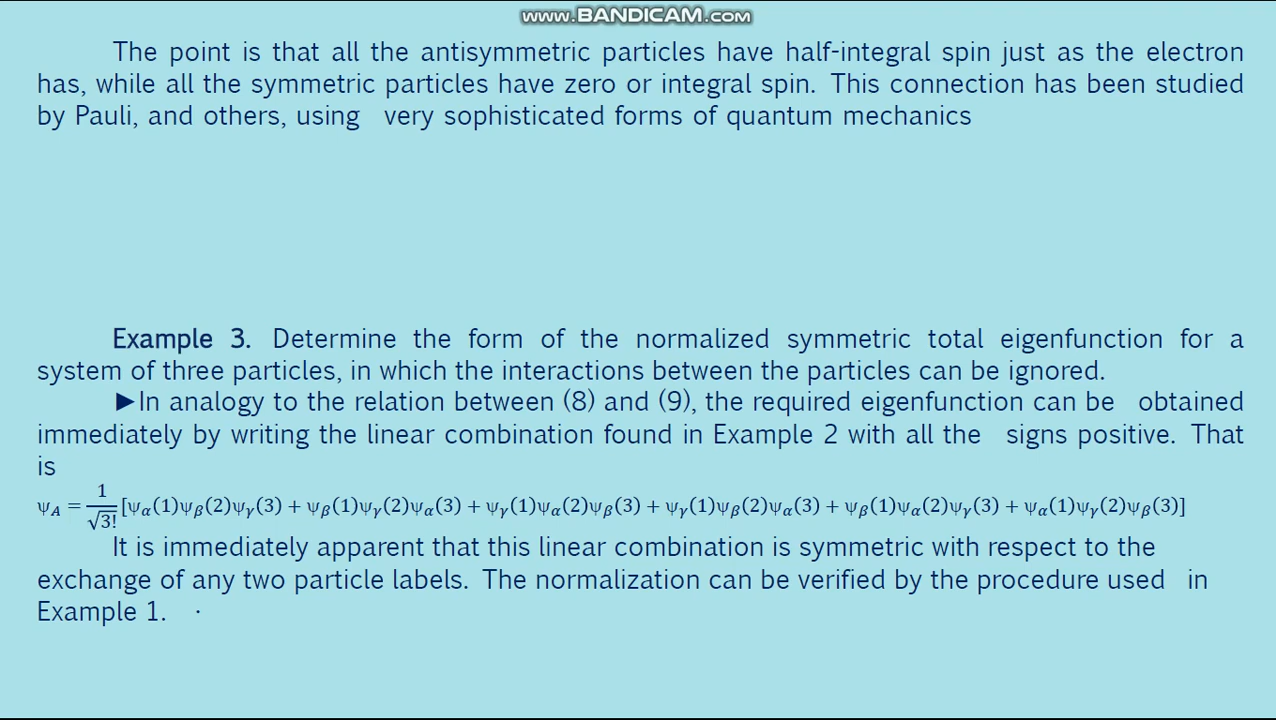 WWW.BANDICAM.COM
The point is that all the antisymmetric particles have half-integral spin just as the electron
has, while all the symmetric particles have zero or integral spin. This connection has been studied
by Pauli, and others, using very sophisticated forms of quantum mechanics
Example 3. Determine the form of the normalized symmetric total eigenfunction for a
system of three particles, in which the interactions between the particles can be ignored.
►In analogy to the relation between (8) and (9), the required eigenfunction can be obtained
immediately by writing the linear combination found in Example 2 with all the signs positive. That
is
ψ_A = 1/√3! [ψ_α(1)ψ_β(2)ψ_γ(3) + ψ_β(1)ψ_γ(2)ψ_α(3) + ψ_γ(1)ψ_α(2)ψ_β(3) + ψ_γ(1)ψ_β(2)ψ_α(3) + ψ_β(1)ψ_α(2)ψ_γ(3) + ψ_α(1)ψ_γ(2)ψ_β(3)]
It is immediately apparent that this linear combination is symmetric with respect to the
exchange of any two particle labels. The normalization can be verified by the procedure used in
Example 1. ·